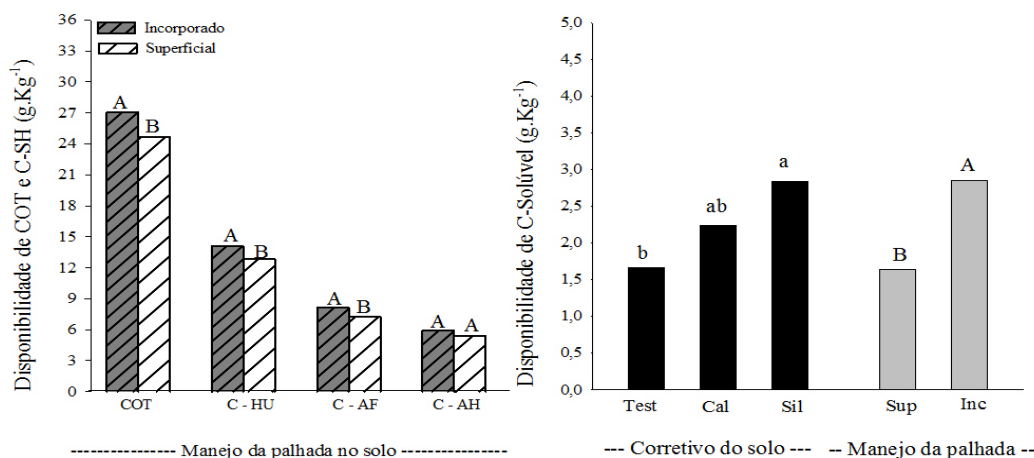 Disponibilidade de COT e C-SH (g.Kg-1)
36
33
30
27
24
21
18
15
12
9
6
3
0
Incorporado
Superficial
A
B
A
B
A
B
A
A
COT
C - HU
C - AF
C - AH
---------------- Manejo da palhada no solo ----------------
Disponibilidade de C-Solúvel (g.Kg-1)
5,0
4,5
4,0
3,5
3,0
2,5
2,0
1,5
1,0
0,5
0,0
b
ab
a
B
A
Test
Cal
Sil
Sup
Inc
--- Corretivo do solo ---
-- Manejo da palhada --